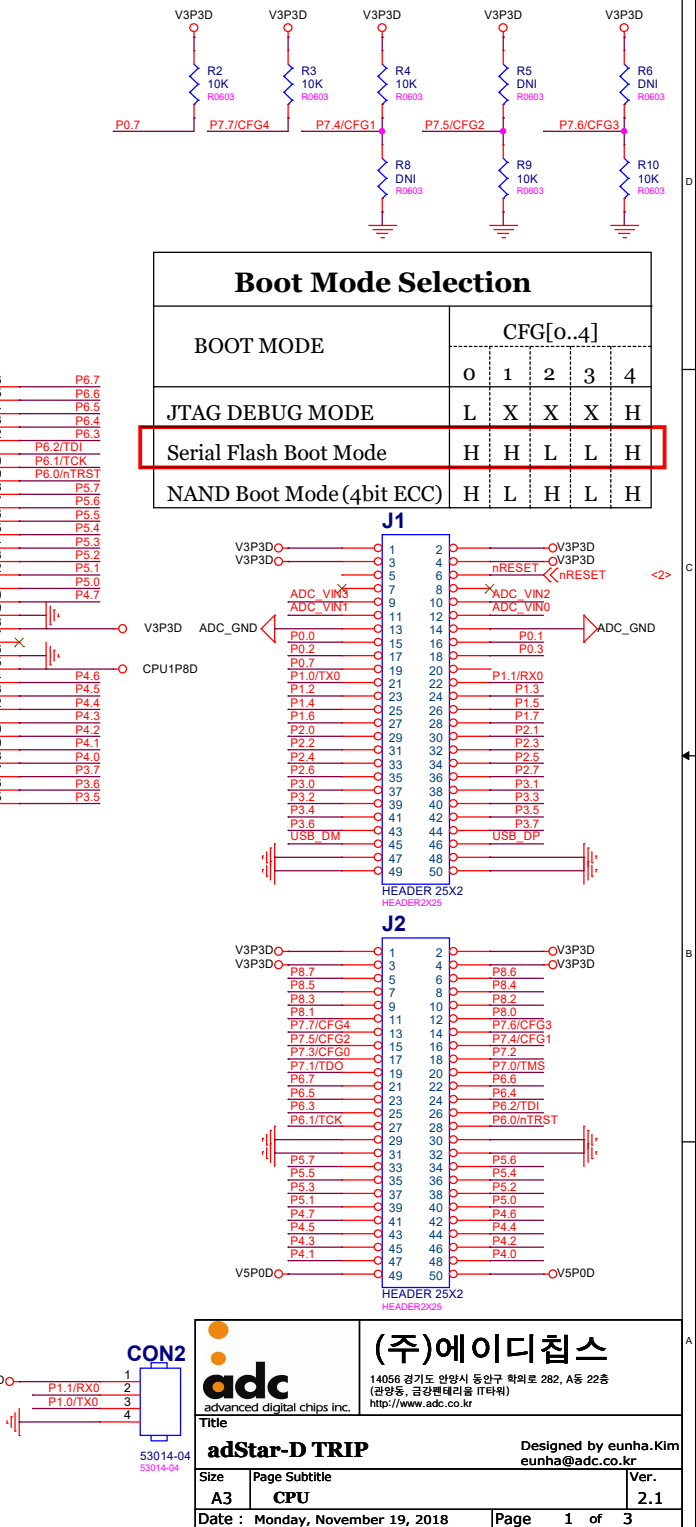 V3P3D V3P3D V3P3D V3P3D V3P3D
R2 R3 R4 R5 R6
10K 10K 10K DNI DNI
R0603 R0603 R0603 R0603 R0603
P0.7 P7.7/CFG4 P7.4/CFG1 P7.5/CFG2 P7.6/CFG3
R8 R9 R10
DNI 10K 10K
R0603 R0603 R0603
D
Boot Mode Selection
BOOT MODE CFG[0..4]
0 1 2 3 4
JTAG DEBUG MODE L X X X H
Serial Flash Boot Mode H H L L H
NAND Boot Mode (4bit ECC) H L H L H
P6.7
P6.6
P6.5
P6.4
P6.3
P6.2/TDI
P6.1/TCK
P6.0/nTRST
P5.7
P5.6
P5.5
P5.4
P5.3
P5.2
P5.1
P5.0
P4.7
V3P3D
CPU1P8D
P4.6
P4.5
P4.4
P4.3
P4.2
P4.1
P4.0
P3.7
P3.6
P3.5
C
J1
V3P3D 1 2 V3P3D
V3P3D 3 4 V3P3D
5 6 nRESET nRESET <2>
7 8
ADC_VIN3 9 10 ADC_VIN2
ADC_VIN1 11 12 ADC_VIN0
ADC_GND 13 14 ADC_GND
P0.0 15 16 P0.1
P0.2 17 18 P0.3
P0.7 19 20
P1.0/TX0 21 22 P1.1/RX0
P1.2 23 24 P1.3
P1.4 25 26 P1.5
P1.6 27 28 P1.7
P2.0 29 30 P2.1
P2.2 31 32 P2.3
P2.4 33 34 P2.5
P2.6 35 36 P2.7
P3.0 37 38 P3.1
P3.2 39 40 P3.3
P3.4 41 42 P3.5
P3.6 43 44 P3.7
USB_DM 45 46 USB_DP
47 48
49 50
HEADER 25X2
HEADER2X25
B
J2
V3P3D 1 2 V3P3D
V3P3D 3 4 V3P3D
P8.7 5 6 P8.6
P8.5 7 8 P8.4
P8.3 9 10 P8.2
P8.1 11 12 P8.0
P7.7/CFG4 13 14 P7.6/CFG3
P7.5/CFG2 15 16 P7.4/CFG1
P7.3/CFG0 17 18 P7.2
P7.1/TDO 19 20 P7.0/TMS
P6.7 21 22 P6.6
P6.5 23 24 P6.4
P6.3 25 26 P6.2/TDI
P6.1/TCK 27 28 P6.0/nTRST
29 30
31 32
P5.7 33 34 P5.6
P5.5 35 36 P5.4
P5.3 37 38 P5.2
P5.1 39 40 P5.0
P4.7 41 42 P4.6
P4.5 43 44 P4.4
P4.3 45 46 P4.2
P4.1 47 48 P4.0
V5P0D 49 50 V5P0D
HEADER 25X2
HEADER2X25
A
CON2
1
P1.1/RX0 2
P1.0/TX0 3
4
53014-04
53014-04
adc
advanced digital chips inc.
(주)에이디칩스
14056 경기도 안양시 동안구 학의로 282, A동 22층
(관양동, 금강펜테리움 IT타워)
http://www.adc.co.kr
Title
adStar-D TRIP
Designed by eunha.Kim
eunha@adc.co.kr
Size Page Subtitle Ver.
A3 CPU 2.1
Date : Monday, November 19, 2018 Page 1 of 3